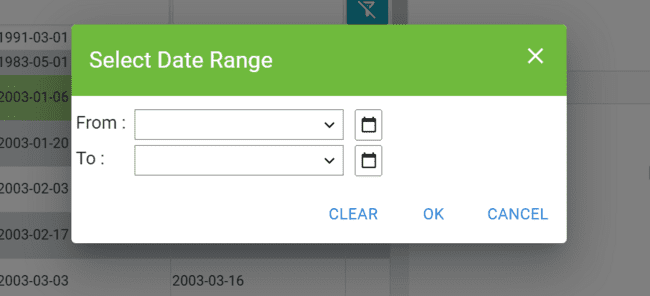 1991-03-01
1983-05-01
Select Date Range
2003-01-06
From :
2003-01-20
To :
2003-02-03
CLEAR OK CANCEL
2003-02-17
2003-03-03 2003-03-16